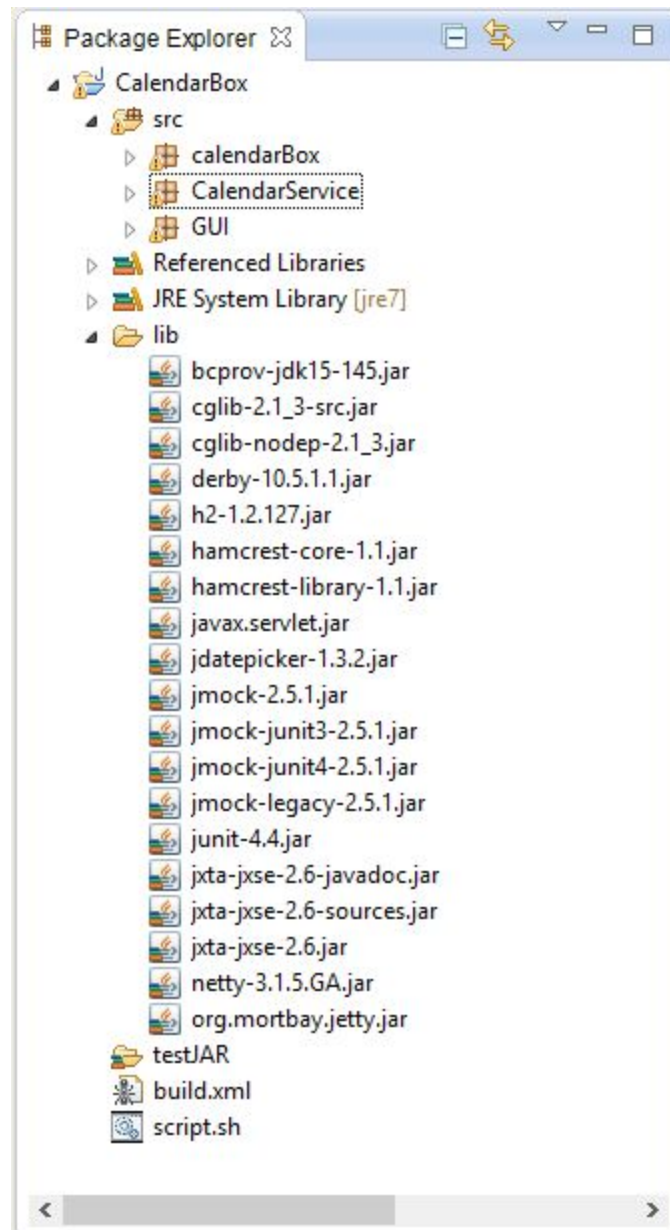 Package Explorer
CalendarBox
src
calendarBox
CalendarService
GUI
Referenced Libraries
JRE System Library [jre7]
lib
bcprov-jdk15-145.jar
cglib-2.1_3-src.jar
cglib-nodep-2.1_3.jar
derby-10.5.1.1.jar
h2-1.2.127.jar
hamcrest-core-1.1.jar
hamcrest-library-1.1.jar
javax.servlet.jar
jdatepicker-1.3.2.jar
jmock-2.5.1.jar
jmock-junit3-2.5.1.jar
jmock-junit4-2.5.1.jar
jmock-legacy-2.5.1.jar
junit-4.4.jar
jxta-jxse-2.6-javadoc.jar
jxta-jxse-2.6-sources.jar
jxta-jxse-2.6.jar
netty-3.1.5.GA.jar
org.mortbay.jetty.jar
testJAR
build.xml
script.sh